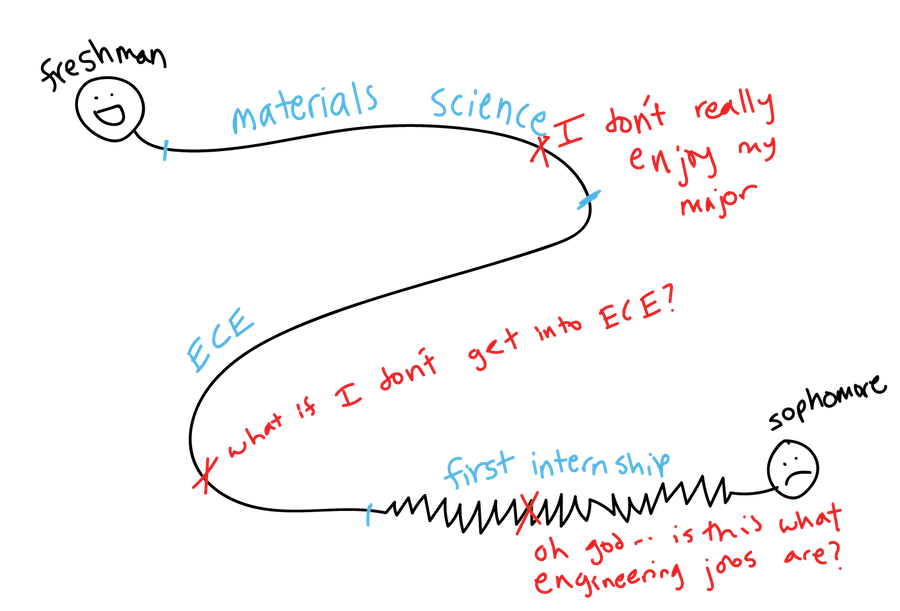 freshman
materials science
I don't really
enjoy my
major
ECE
what if I don't get into ECE?
sophomore
first internship
oh god-- is this what
engineering jobs are?